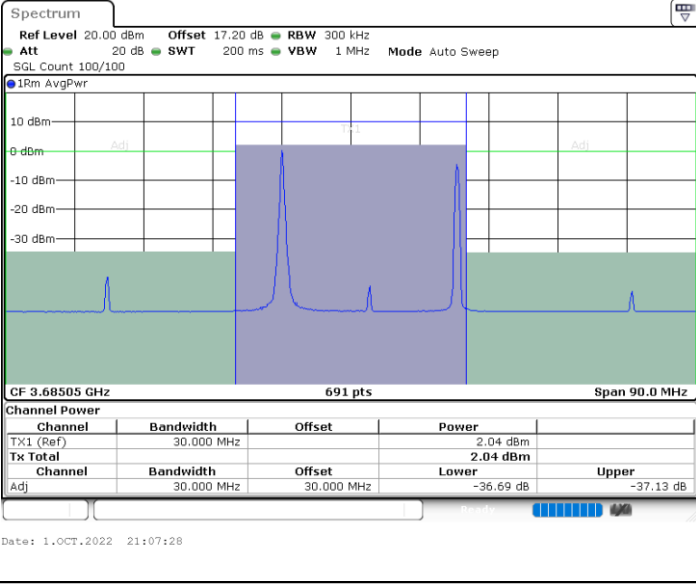 Spectrum
Ref Level 20.00 dBm Offset 17.20 dB RBW 300 kHz
Att 20 dB SWT 200 ms VBW 1 MHz Mode Auto Sweep
SGL Count 100/100
1Rm AvgPwr
10 dBm
TX1
Adj 0 dBm Adj
-10 dBm
-20 dBm
-30 dBm
CF 3.68505 GHz 691 pts Span 90.0 MHz
Channel Power
Channel Bandwidth Offset Power
TX1 (Ref) 30.000 MHz 2.04 dBm
Tx Total 2.04 dBm
Channel Bandwidth Offset Lower Upper
Adj 30.000 MHz 30.000 MHz -36.69 dB -37.13 dB
Ready
Date: 1.OCT.2022 21:07:28